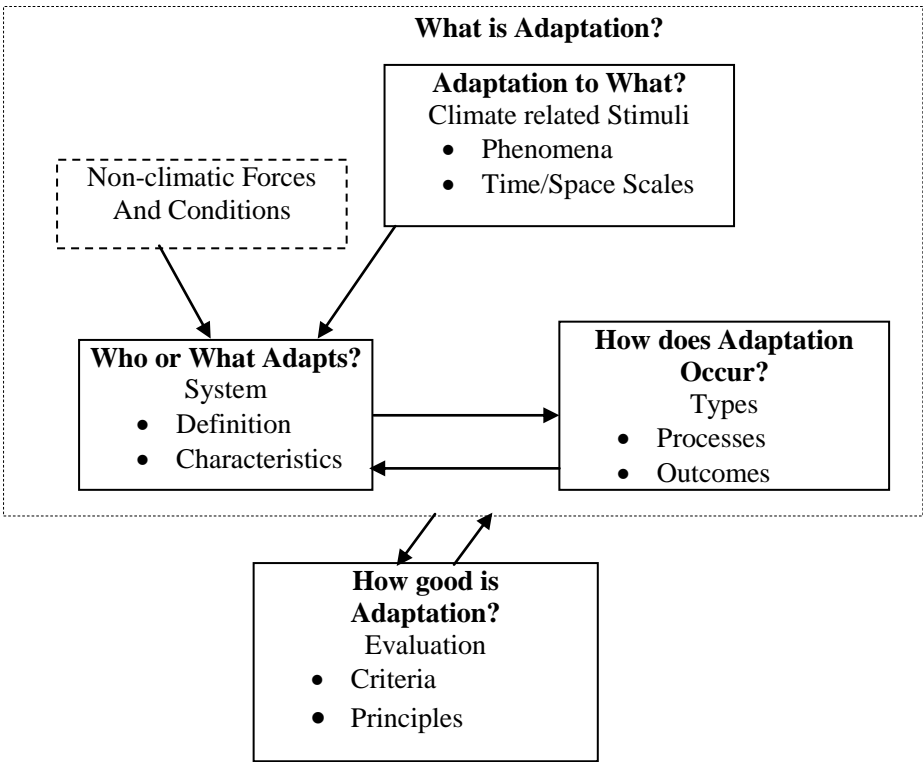 What is Adaptation?
Adaptation to What?
Climate related Stimuli
• Phenomena
• Time/Space Scales
Non-climatic Forces
And Conditions
Who or What Adapts?
System
• Definition
• Characteristics
How does Adaptation
Occur?
Types
• Processes
• Outcomes
How good is
Adaptation?
Evaluation
• Criteria
• Principles